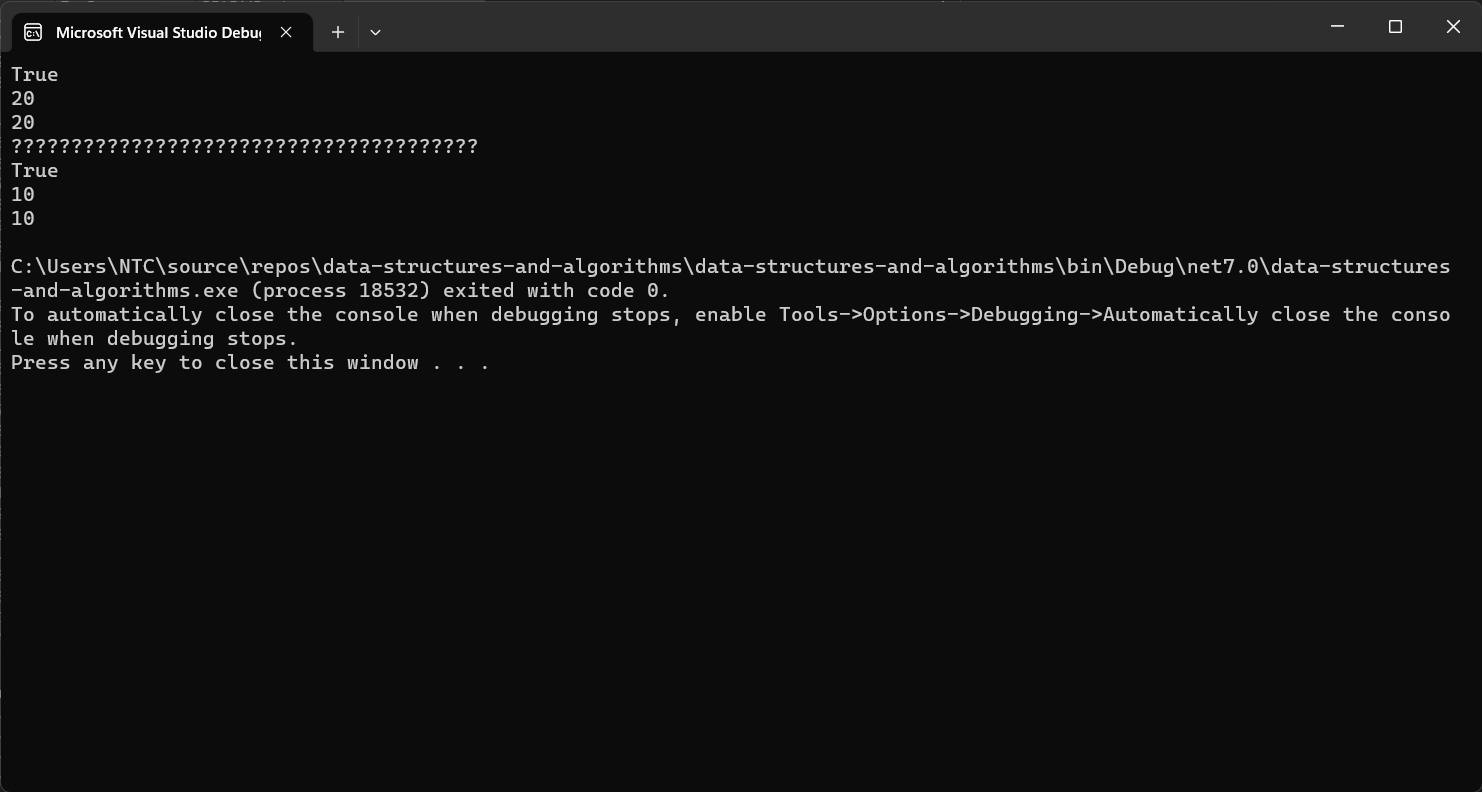 Microsoft Visual Studio Debu
True
20
20
???????????????????????????????????????
True
10
10
C:\Users\NTC\source\repos\data-structures-and-algorithms\data-structures-and-algorithms\bin\Debug\net7.0\data-structures
-and-algorithms.exe (process 18532) exited with code 0.
To automatically close the console when debugging stops, enable Tools->Options->Debugging->Automatically close the conso
le when debugging stops.
Press any key to close this window . . .